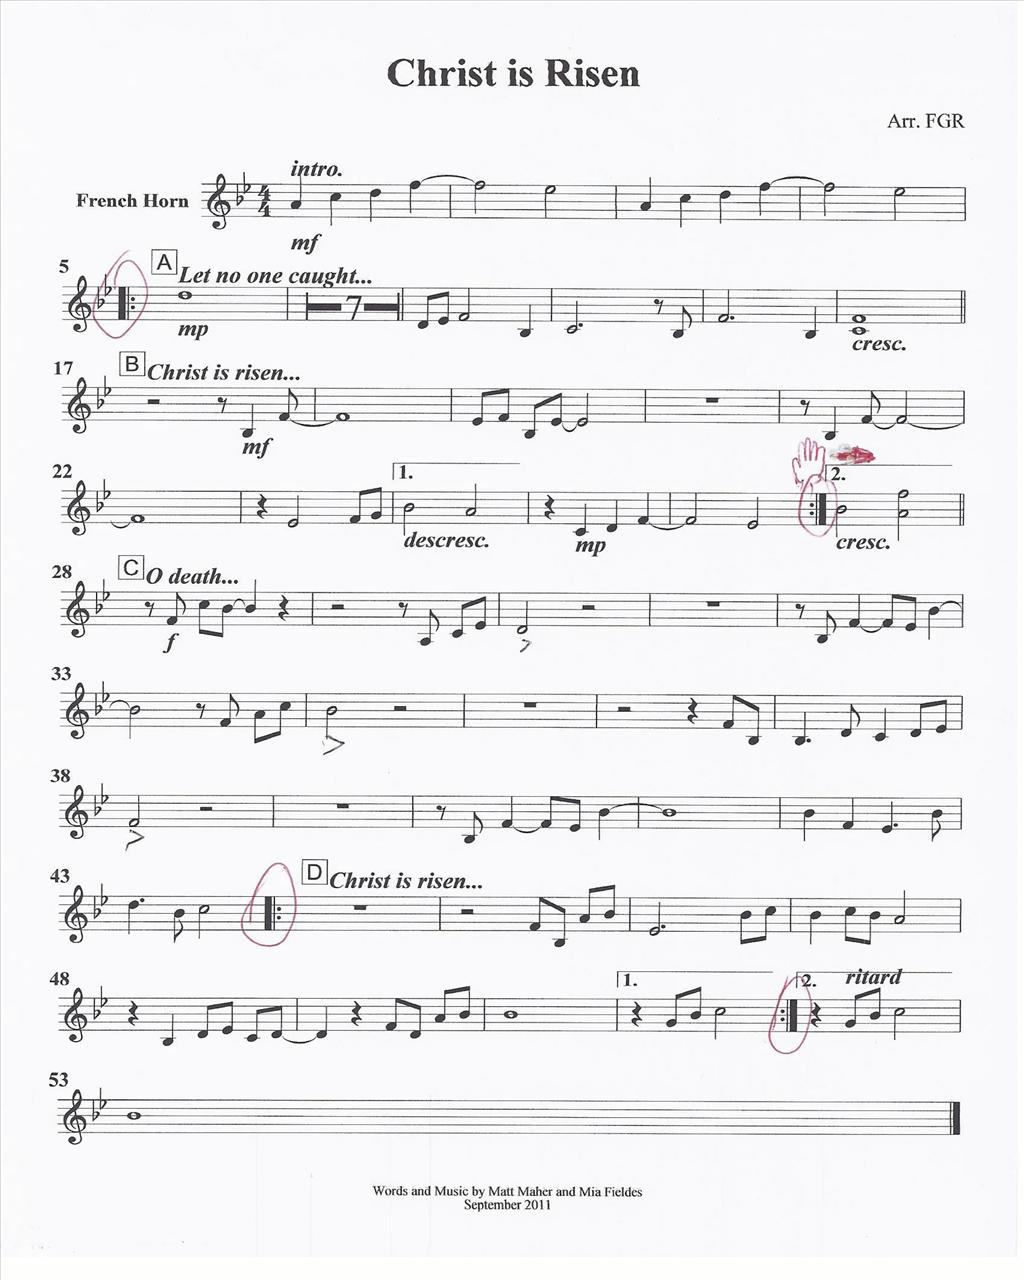 Christ is Risen
Arr. FGR
intro.
French Horn
4
4
mf
5
A
Let no one caught...
7
mp
cresc.
17
B
Christ is risen...
mf
22
1.
2.
descresc.
mp
cresc.
28
C
O death...
f
33
38
43
D
Christ is risen...
48
1.
2.
ritard
53
Words and Music by Matt Maher and Mia Fieldes
September 2011